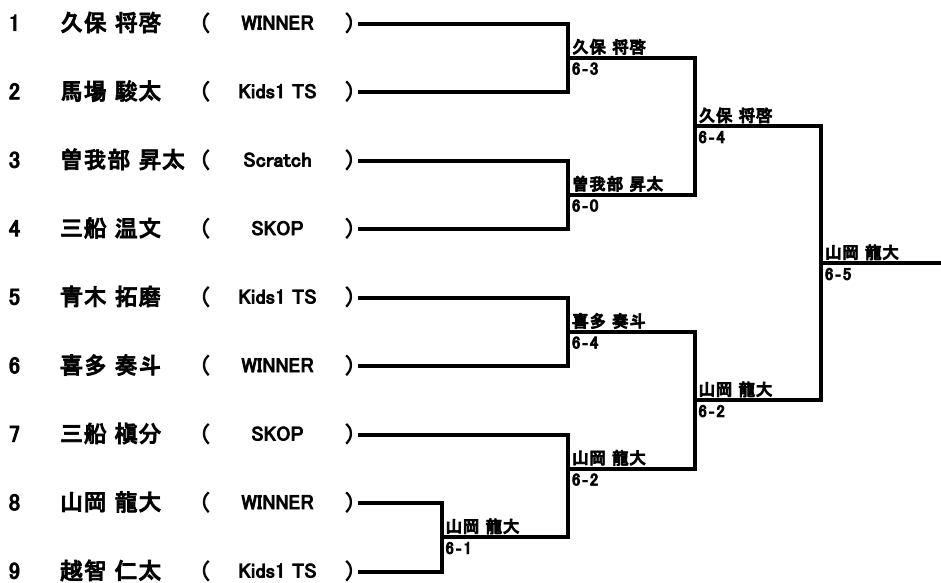 1 久保 将啓 ( WINNER )
久保 将啓
6-3
2 馬場 駿太 ( Kids1 TS )
久保 将啓
6-4
3 曽我部 昇太 ( Scratch )
曽我部 昇太
6-0
4 三船 温文 ( SKOP )
山岡 龍大
6-5
5 青木 拓磨 ( Kids1 TS )
喜多 奏斗
6-4
6 喜多 奏斗 ( WINNER )
山岡 龍大
6-2
7 三船 槇分 ( SKOP )
山岡 龍大
6-2
8 山岡 龍大 ( WINNER )
山岡 龍大
6-1
9 越智 仁太 ( Kids1 TS )